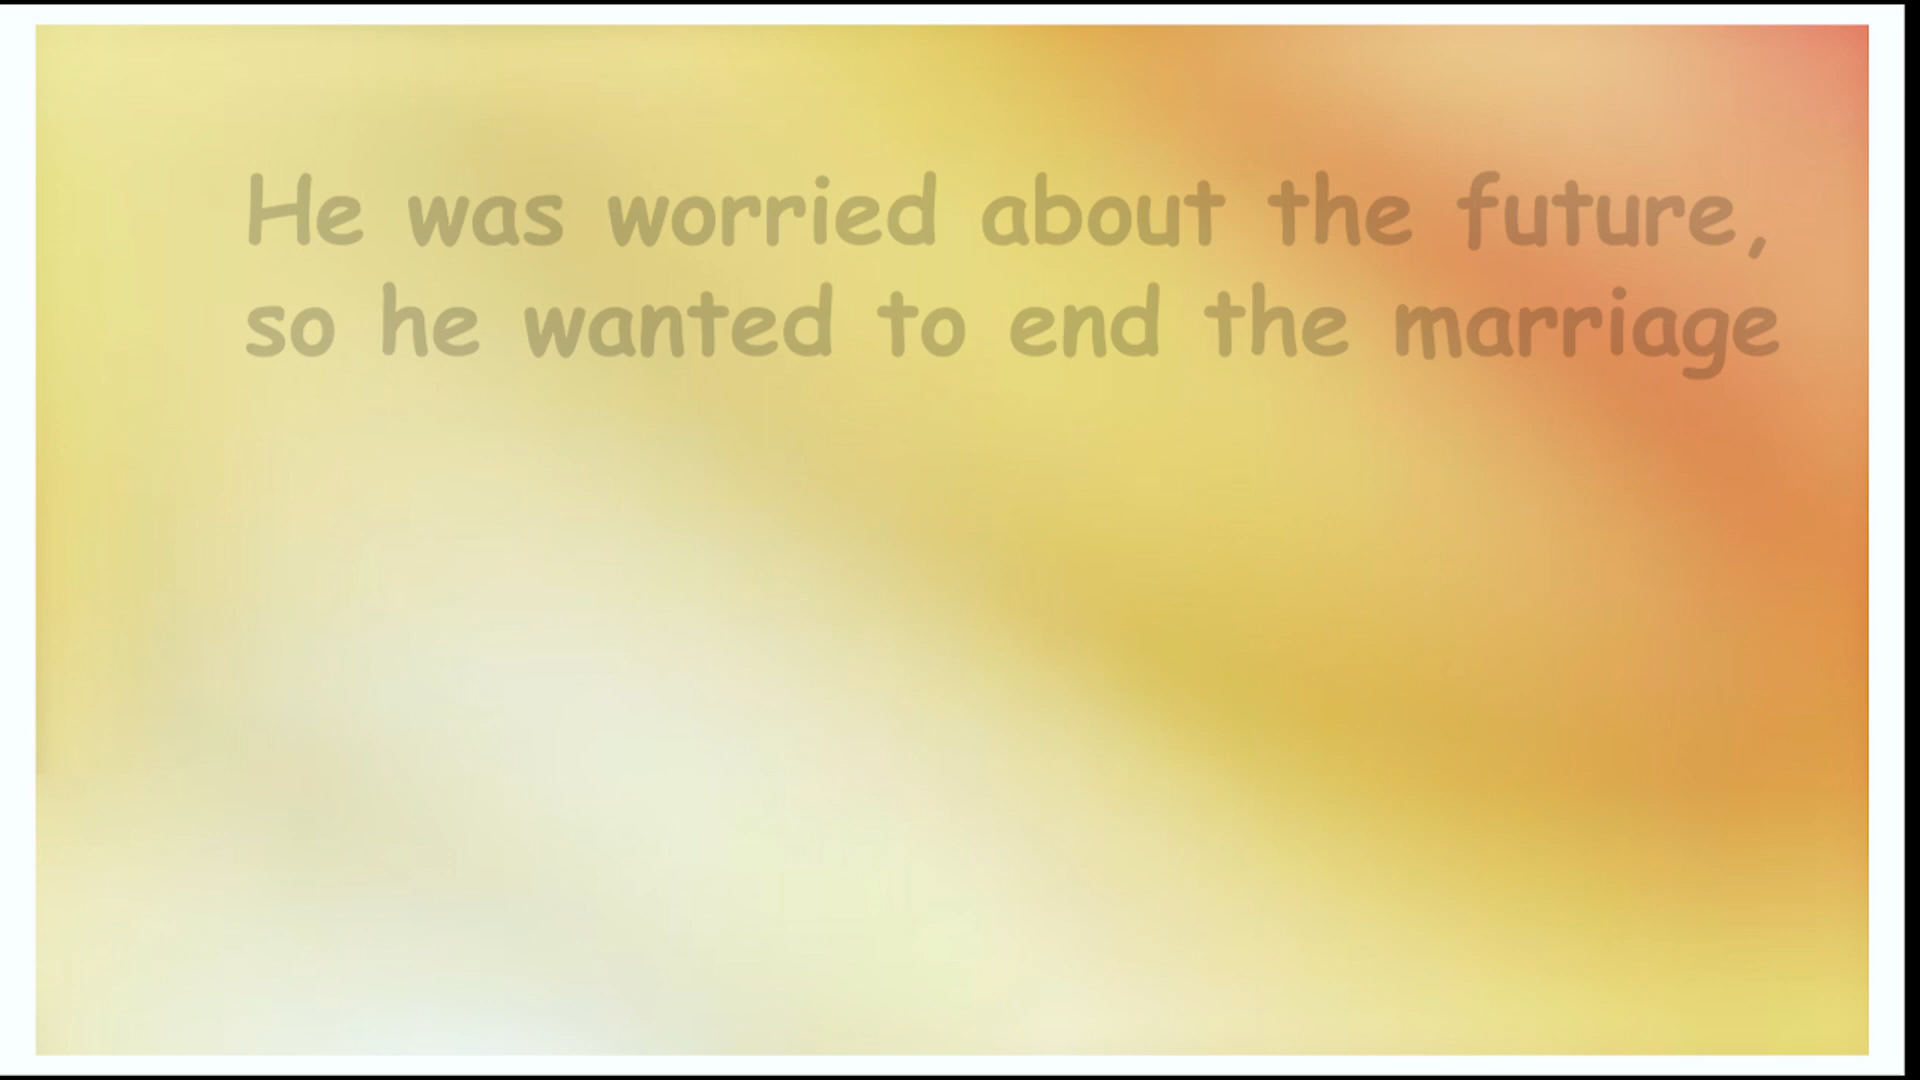 He was worried about the future,
so he wanted to end the marriage